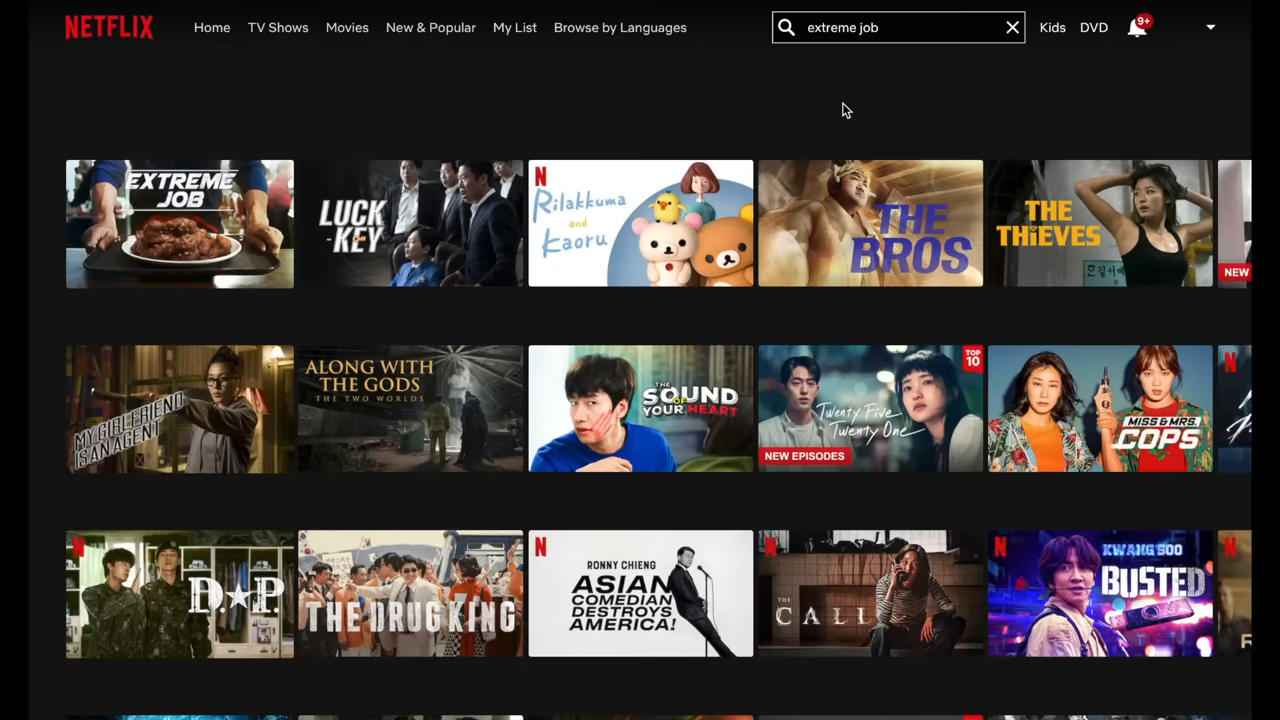 NETFLIX
Home
TV Shows
Movies
New & Popular
My List
Browse by Languages
extreme job
Kids
DVD
9+
EXTREME
JOB
LUCK
-KEY
N
Rilakkuma
and
Kaoru
THE
BROS
THE
THiEVES
NEW
MY GIRLFRIEND
IS AN AGENT
ALONG WITH
THE GODS
THE TWO WORLDS
THE
SOUND
OF
YOUR HEART
TOP
10
Twenty Five
Twenty One
NEW EPISODES
MISS & MRS.
COPS
N
N
D.P.
THE DRUG KING
N
RONNY CHIENG
ASIAN
COMEDIAN
DESTROYS
AMERICA!
N
THE
CALL
N
KWANG SOO
BUSTED
N